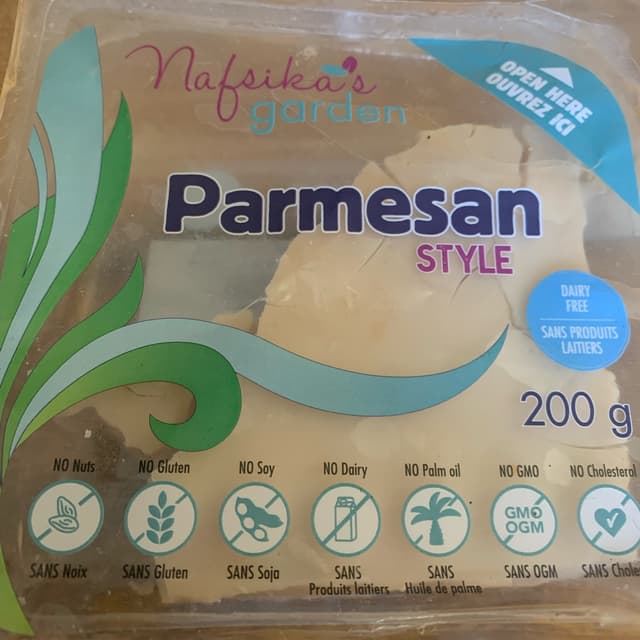 Nafsika's
garden
OPEN HERE
OUVREZ ICI
Parmesan
STYLE
DAIRY
FREE
SANS PRODUITS
LAITIERS
200 g
NO Nuts
SANS Noix
NO Gluten
SANS Gluten
NO Soy
SANS Soja
NO Dairy
SANS
Produits laitiers
NO Palm oil
SANS
Huile de palme
NO GMO
GMO
OGM
SANS OGM
NO Cholesterol
SANS Choles